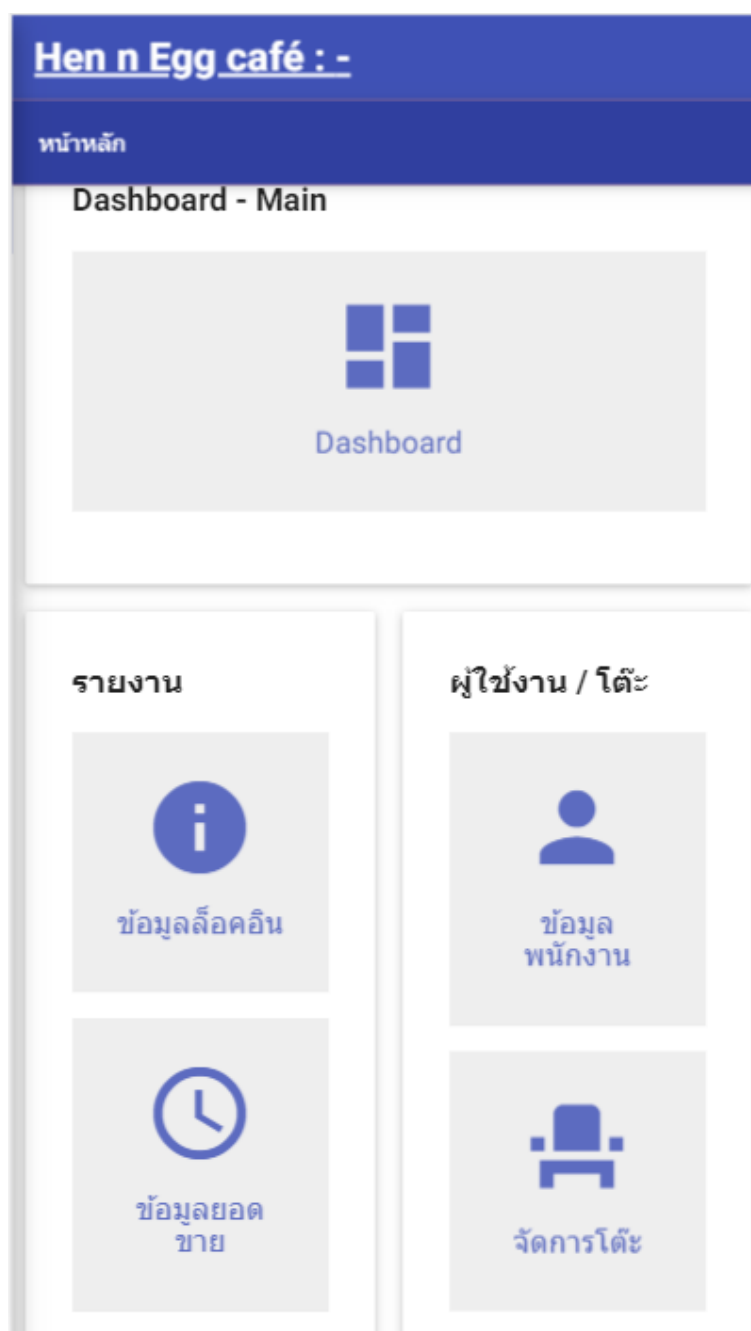 Hen n Egg café : -
หน้าหลัก
Dashboard - Main
Dashboard
รายงาน
ข้อมูลล็อคอิน
ข้อมูลยอด
ขาย
ผู้ใช้งาน / โต๊ะ
ข้อมูล
พนักงาน
จัดการโต๊ะ